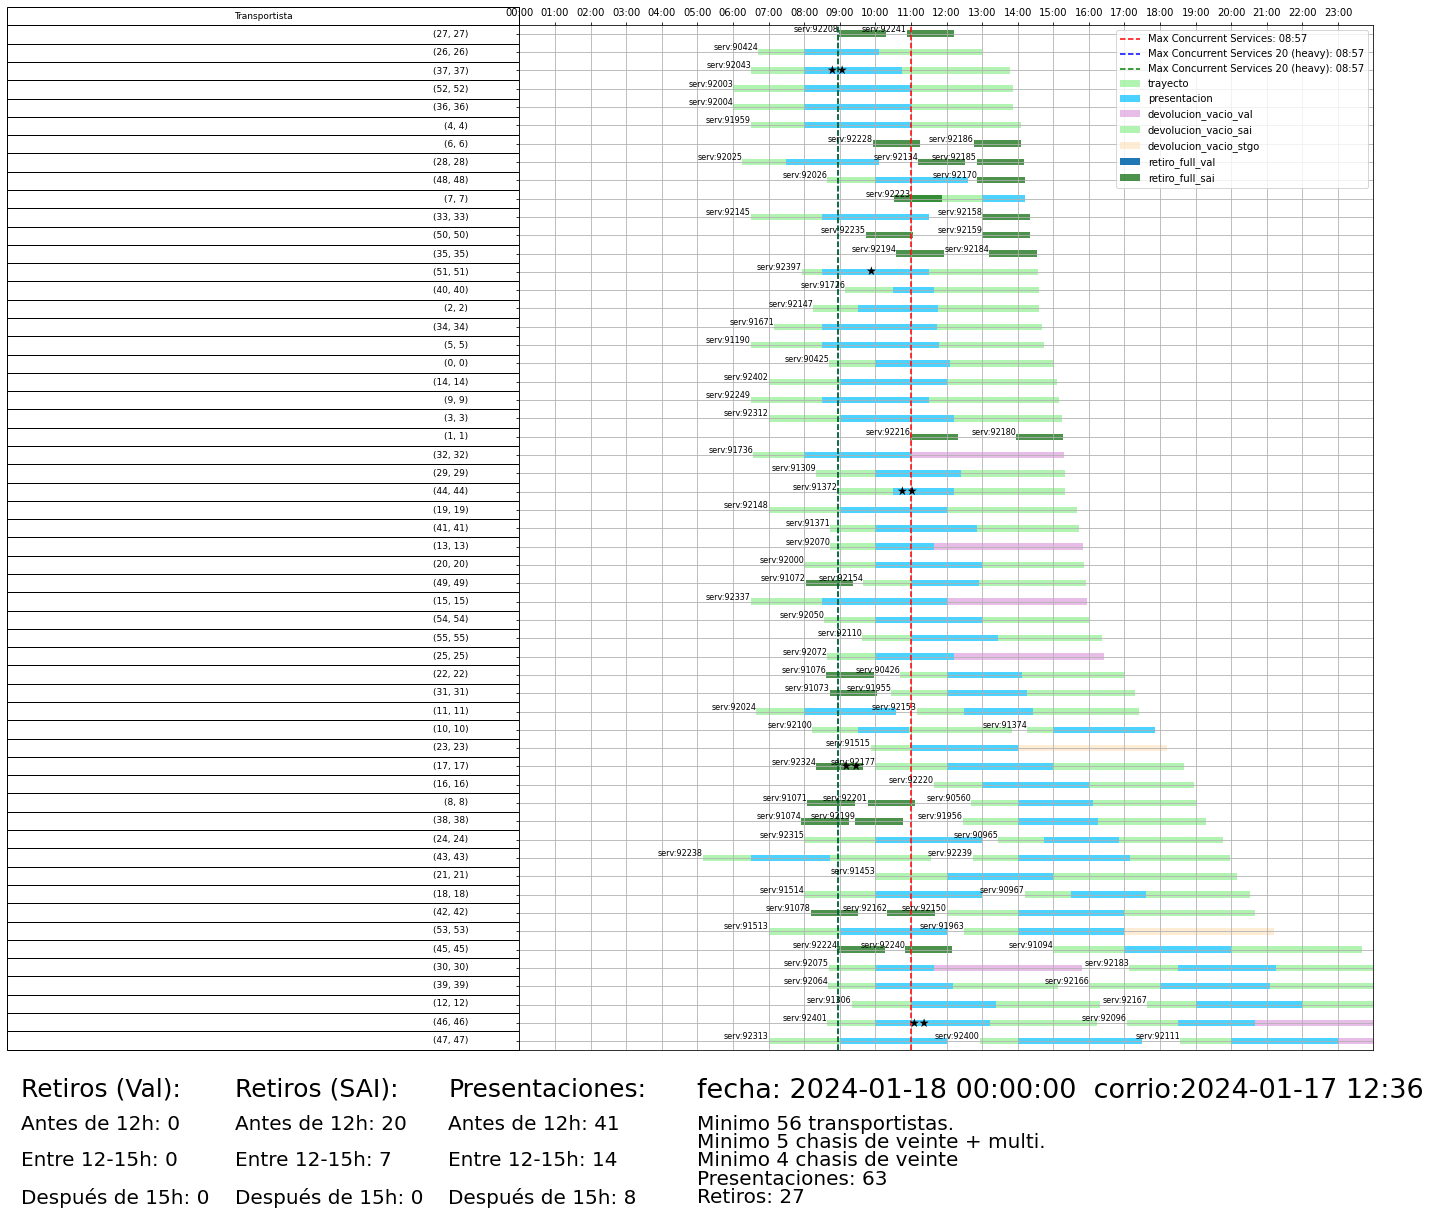 Transportista
00:00 01:00 02:00 03:00 04:00 05:00 06:00 07:00 08:00 09:00 10:00 11:00 12:00 13:00 14:00 15:00 16:00 17:00 18:00 19:00 20:00 21:00 22:00 23:00
(27, 27) serv:92208 serv:92241
(26, 26) serv:90424
(37, 37) serv:92043
(52, 52) serv:92003
(36, 36) serv:92004
(4, 4) serv:91959
(6, 6) serv:92228 serv:92186
(28, 28) serv:92025 serv:92134 serv:92185
(48, 48) serv:92026 serv:92170
(7, 7) serv:92223
(33, 33) serv:92145 serv:92158
(50, 50) serv:92235 serv:92159
(35, 35) serv:92194 serv:92184
(51, 51) serv:92397
(40, 40) serv:91726
(2, 2) serv:92147
(34, 34) serv:91671
(5, 5) serv:91190
(0, 0) serv:90425
(14, 14) serv:92402
(9, 9) serv:92249
(3, 3) serv:92312
(1, 1) serv:92216 serv:92180
(32, 32) serv:91736
(29, 29) serv:91309
(44, 44) serv:91372
(19, 19) serv:92148
(41, 41) serv:91371
(13, 13) serv:92070
(20, 20) serv:92000
(49, 49) serv:91072 serv:92154
(15, 15) serv:92337
(54, 54) serv:92050
(55, 55) serv:92110
(25, 25) serv:92072
(22, 22) serv:91076 serv:90426
(31, 31) serv:91073 serv:91955
(11, 11) serv:92024 serv:92153
(10, 10) serv:92100 serv:91374
(23, 23) serv:91515
(17, 17) serv:92324 serv:92177
(16, 16) serv:92220
(8, 8) serv:91071 serv:92201 serv:90560
(38, 38) serv:91074 serv:92199 serv:91956
(24, 24) serv:92315 serv:90965
(43, 43) serv:92238 serv:92239
(21, 21) serv:91453
(18, 18) serv:91514 serv:90967
(42, 42) serv:91078 serv:92162 serv:92150
(53, 53) serv:91513 serv:91963
(45, 45) serv:92224 serv:92240 serv:91094
(30, 30) serv:92075 serv:92183
(39, 39) serv:92064 serv:92166
(12, 12) serv:91306 serv:92167
(46, 46) serv:92401 serv:92096
(47, 47) serv:92313 serv:92400 serv:92111
Max Concurrent Services: 08:57
Max Concurrent Services 20 (heavy): 08:57
Max Concurrent Services 20 (heavy): 08:57
trayecto
presentacion
devolucion_vacio_val
devolucion_vacio_sai
devolucion_vacio_stgo
retiro_full_val
retiro_full_sai
Retiros (Val):
Antes de 12h: 0
Entre 12-15h: 0
Después de 15h: 0
Retiros (SAI):
Antes de 12h: 20
Entre 12-15h: 7
Después de 15h: 0
Presentaciones:
Antes de 12h: 41
Entre 12-15h: 14
Después de 15h: 8
fecha: 2024-01-18 00:00:00 corrio:2024-01-17 12:36
Minimo 56 transportistas.
Minimo 5 chasis de veinte + multi.
Minimo 4 chasis de veinte
Presentaciones: 63
Retiros: 27